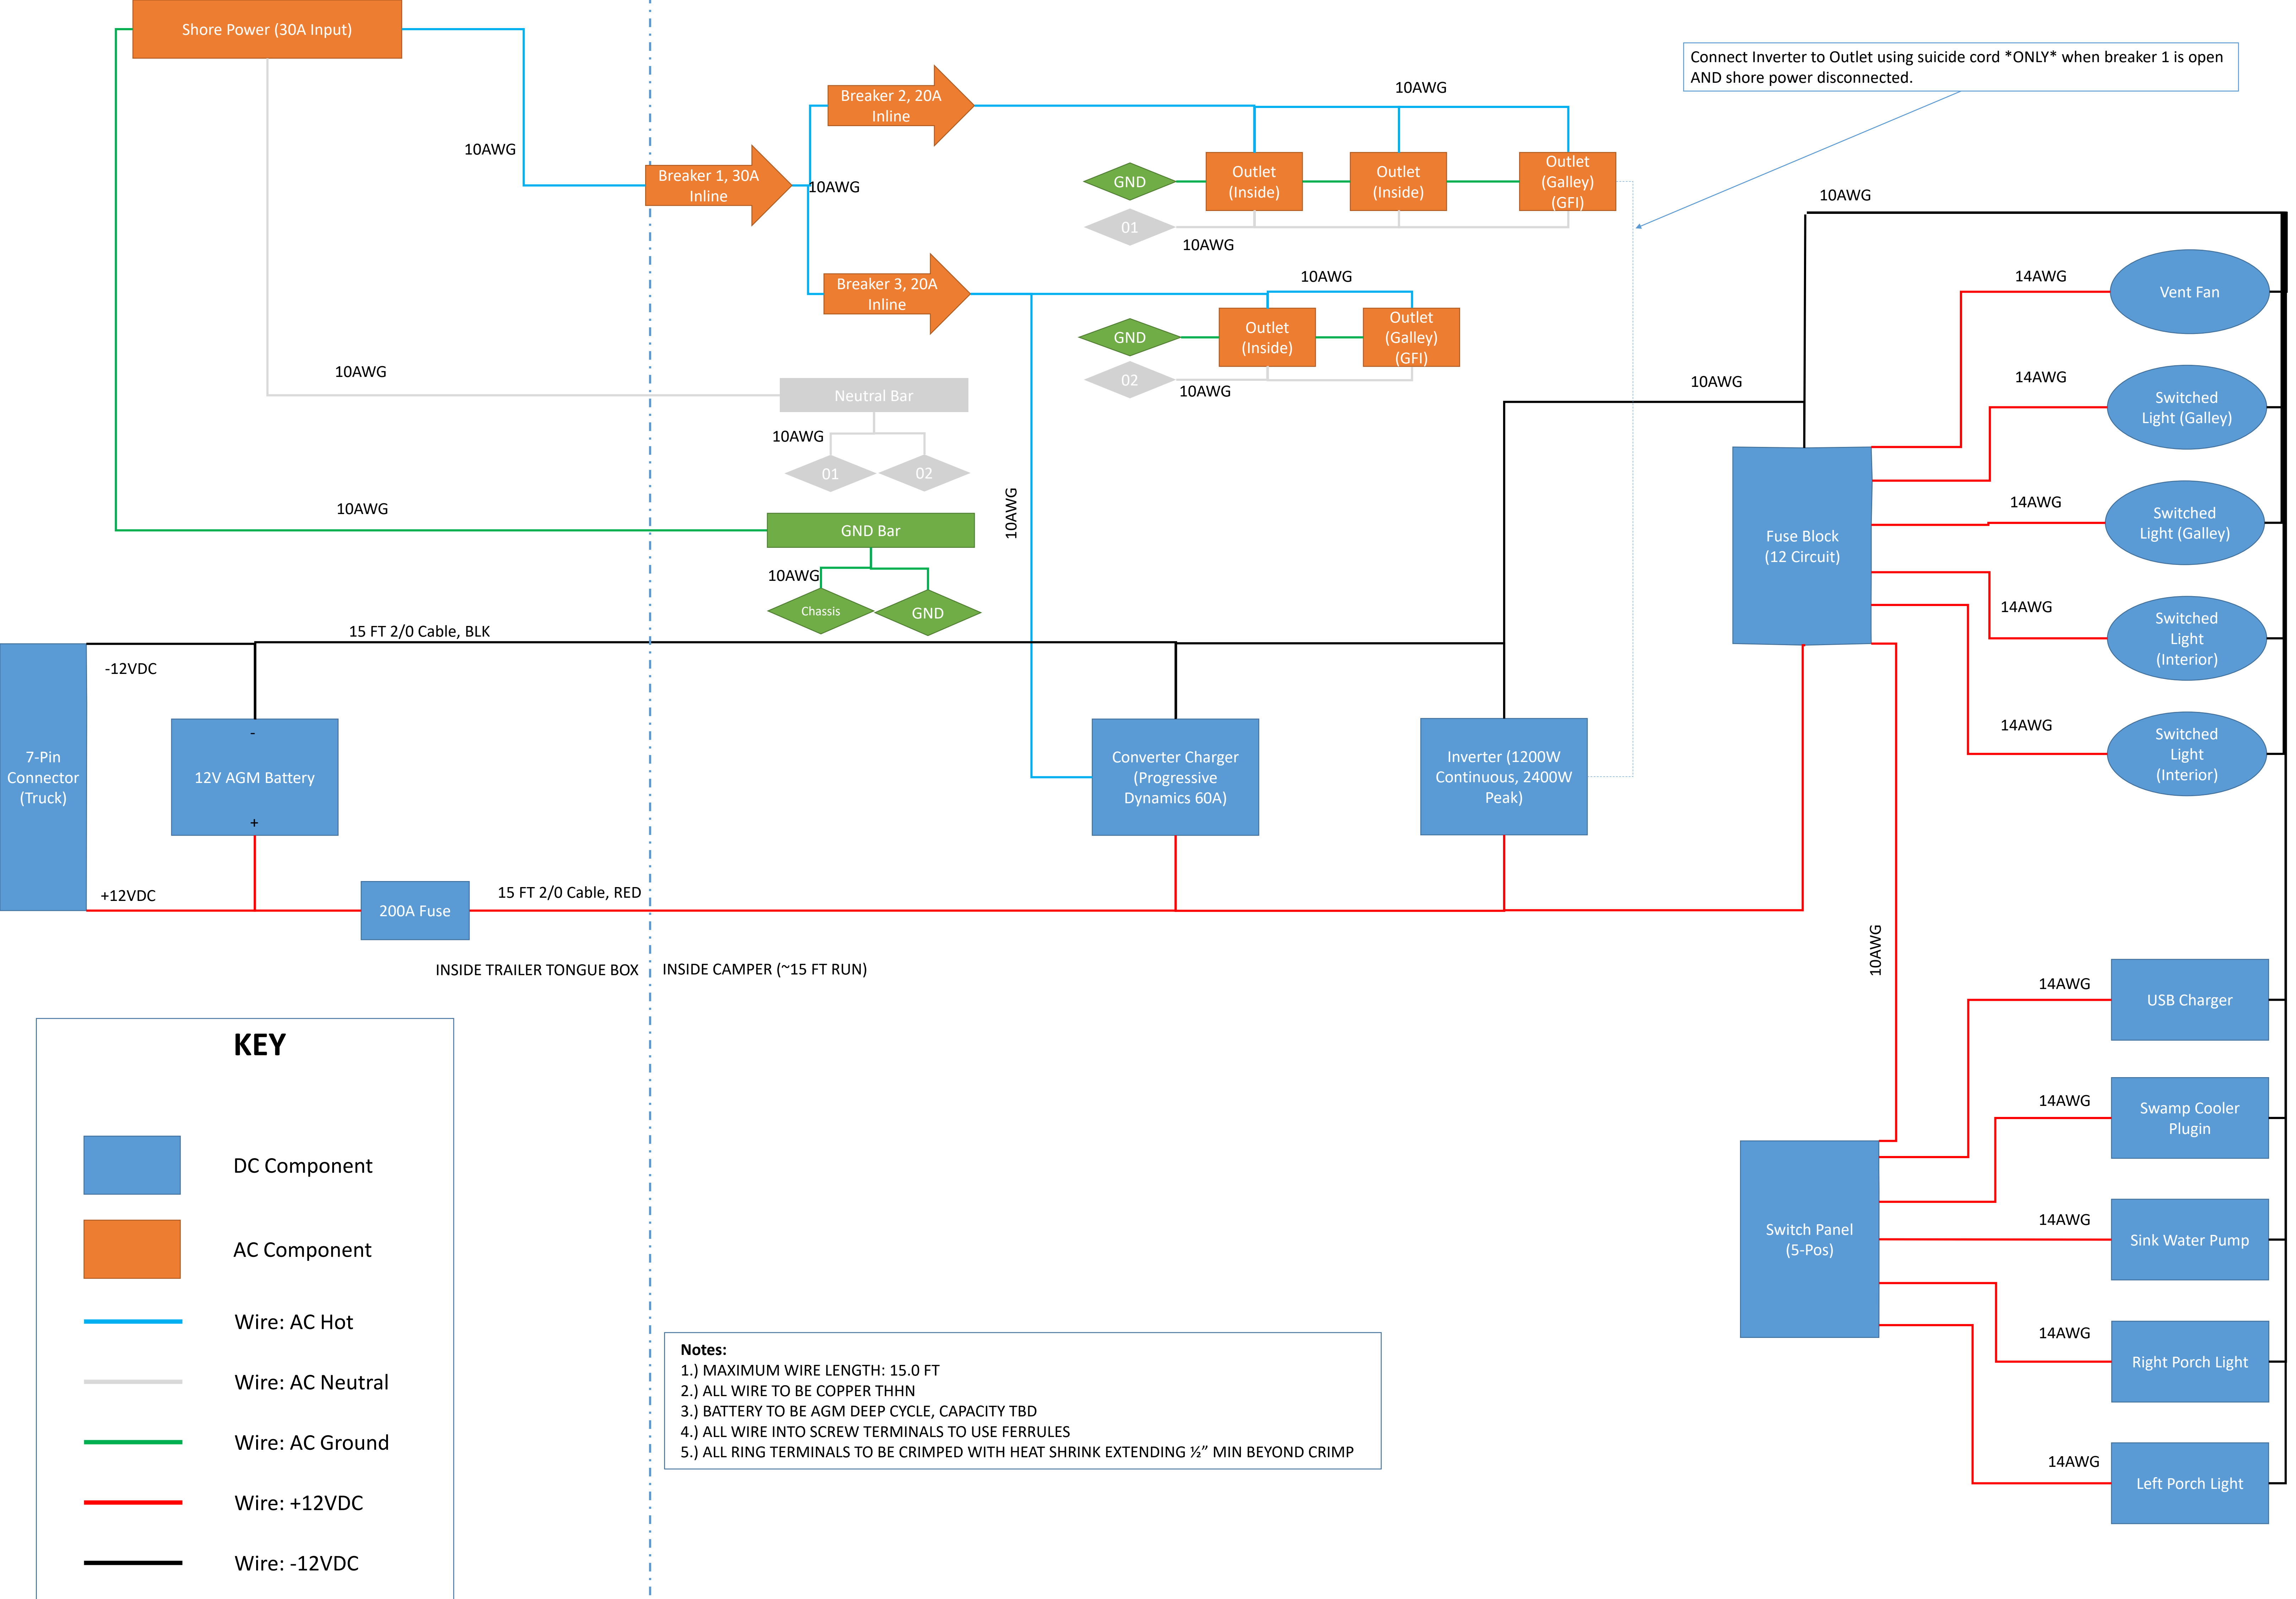 Shore Power (30A Input)
Connect Inverter to Outlet using suicide cord *ONLY* when breaker 1 is open
AND shore power disconnected.
10AWG
Breaker 1, 30A
Inline
10AWG
Breaker 2, 20A
Inline
10AWG
GND
Outlet
(Inside)
Outlet
(Inside)
Outlet
(Galley)
(GFI)
01
10AWG
Breaker 3, 20A
Inline
10AWG
GND
Outlet
(Inside)
Outlet
(Galley)
(GFI)
02
10AWG
10AWG
Neutral Bar
10AWG
01
02
10AWG
GND Bar
10AWG
Chassis
GND
10AWG
10AWG
10AWG
Fuse Block
(12 Circuit)
14AWG
Vent Fan
14AWG
Switched
Light (Galley)
14AWG
Switched
Light (Galley)
14AWG
Switched
Light
(Interior)
14AWG
Switched
Light
(Interior)
15 FT 2/0 Cable, BLK
-12VDC
7-Pin
Connector
(Truck)
-
12V AGM Battery
+
+12VDC
200A Fuse
15 FT 2/0 Cable, RED
Converter Charger
(Progressive
Dynamics 60A)
Inverter (1200W
Continuous, 2400W
Peak)
INSIDE TRAILER TONGUE BOX
INSIDE CAMPER (~15 FT RUN)
10AWG
Switch Panel
(5-Pos)
14AWG
USB Charger
14AWG
Swamp Cooler
Plugin
14AWG
Sink Water Pump
14AWG
Right Porch Light
14AWG
Left Porch Light
KEY
DC Component
AC Component
Wire: AC Hot
Wire: AC Neutral
Wire: AC Ground
Wire: +12VDC
Wire: -12VDC
Notes:
1.) MAXIMUM WIRE LENGTH: 15.0 FT
2.) ALL WIRE TO BE COPPER THHN
3.) BATTERY TO BE AGM DEEP CYCLE, CAPACITY TBD
4.) ALL WIRE INTO SCREW TERMINALS TO USE FERRULES
5.) ALL RING TERMINALS TO BE CRIMPED WITH HEAT SHRINK EXTENDING ½” MIN BEYOND CRIMP